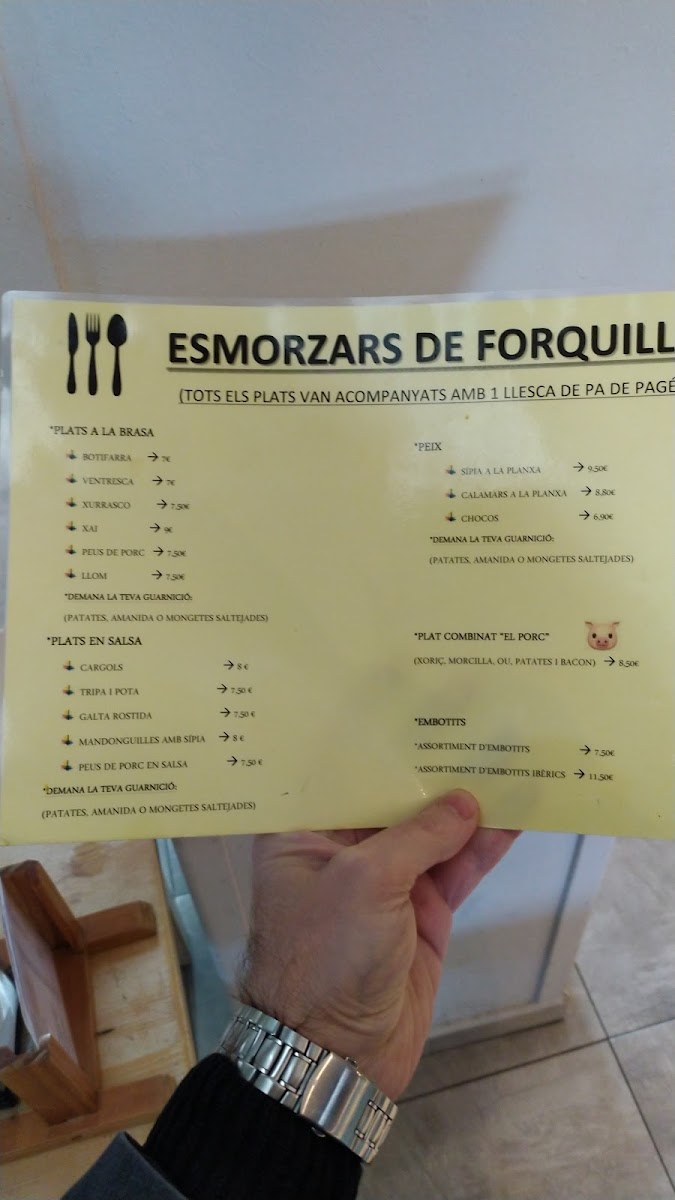 ESMORZARS DE FORQUILL
(TOTS ELS PLATS VAN ACOMPANYATS AMB 1 LLESCA DE PA DE PAGÉ
*PLATS A LA BRASA
BOTIFARRA → 7€
VENTRESCA → 7€
XURRASCO → 7,50€
XAI → 9€
PEUS DE PORC → 7,50€
LLOM → 7,50€
*DEMANA LA TEVA GUARNICIÓ:
(PATATES, AMANIDA O MONGETES SALTEJADES)
*PLATS EN SALSA
CARGOLS → 8 €
TRIPA I POTA → 7,50 €
GALTA ROSTIDA → 7,50 €
MANDONGUILLES AMB SÍPIA → 8 €
PEUS DE PORC EN SALSA → 7,50 €
*DEMANA LA TEVA GUARNICIÓ:
(PATATES, AMANIDA O MONGETES SALTEJADES)
*PEIX
SÍPIA A LA PLANXA → 9,50€
CALAMARS A LA PLANXA → 8,80€
CHOCOS → 6,90€
*DEMANA LA TEVA GUARNICIÓ:
(PATATES, AMANIDA O MONGETES SALTEJADES)
*PLAT COMBINAT "EL PORC"
(XORIÇ, MORCILLA, OU, PATATES I BACON) → 8,50€
*EMBOTITS
*ASSORTIMENT D'EMBOTITS → 7,50€
*ASSORTIMENT D'EMBOTITS IBÈRICS → 11,50€